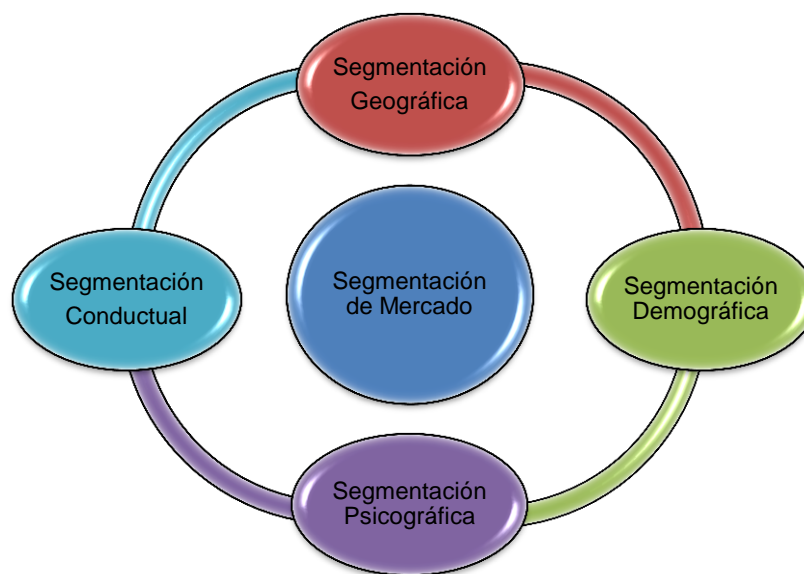 Segmentación
Geográfica
Segmentación
Conductual
Segmentación
de Mercado
Segmentación
Demográfica
Segmentación
Psicográfica